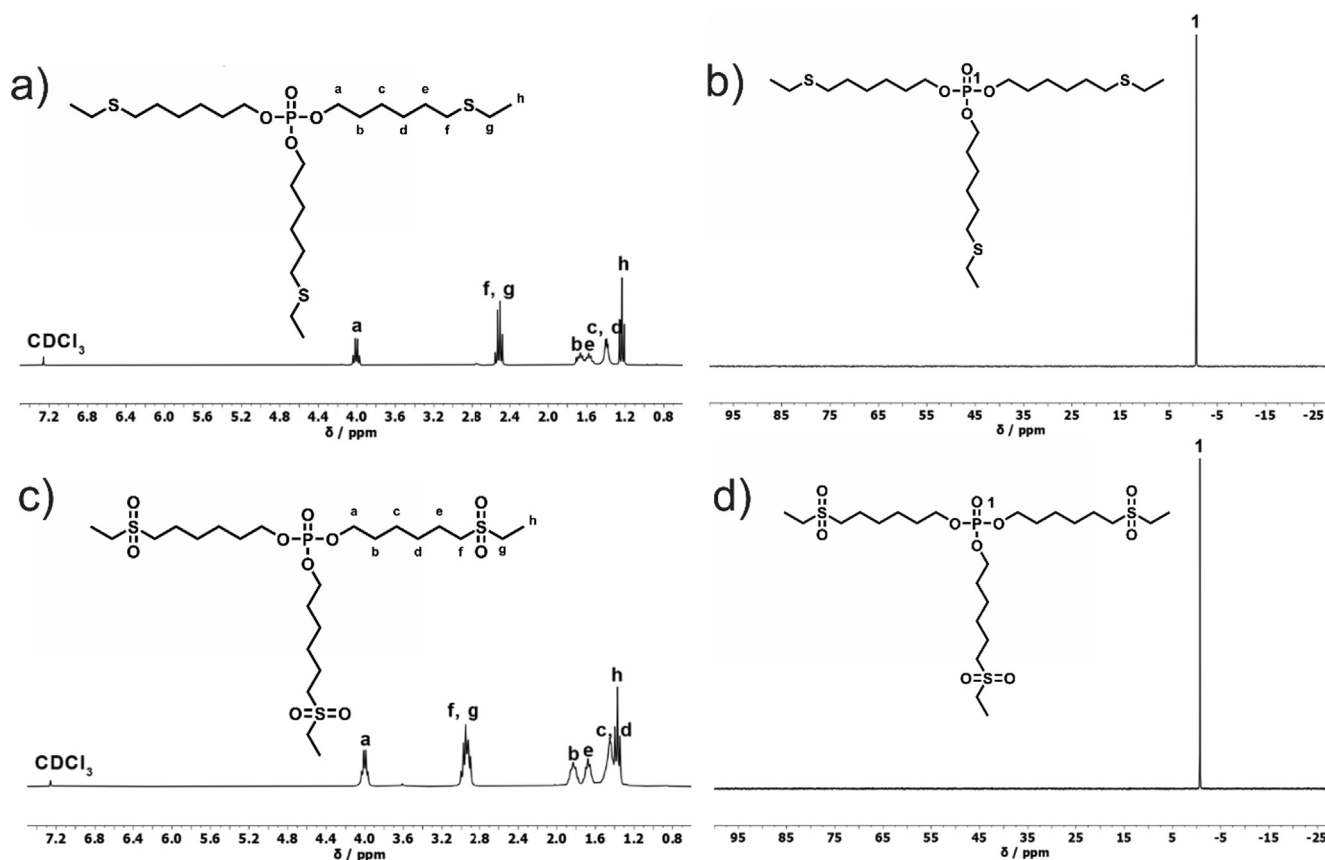 a)
O
S
O
P
O
O
S
S
a
c
e
h
b
d
f
g
CDCl3
a
f, g
b
e
c, d
h
7.2 6.8 6.4 6.0 5.6 5.2 4.8 4.4 4.0 3.6 3.2 2.8 2.4 2.0 1.6 1.2 0.8
δ / ppm
b)
1
S
O
1
O
P
O
O
S
S
95 85 75 65 55 45 35 25 15 5 -5 -15 -25
δ / ppm
c)
O
S
O
O
O
P
O
O
O
S
O
a
c
e
h
b
d
f
g
O
S
O
CDCl3
a
f, g
b
e
c, d
h
7.2 6.8 6.4 6.0 5.6 5.2 4.8 4.4 4.0 3.6 3.2 2.8 2.4 2.0 1.6 1.2 0.8
δ / ppm
d)
1
O
S
O
O
1
O
P
O
O
O
S
O
O
S
O
95 85 75 65 55 45 35 25 15 5 -5 -15 -25
δ / ppm